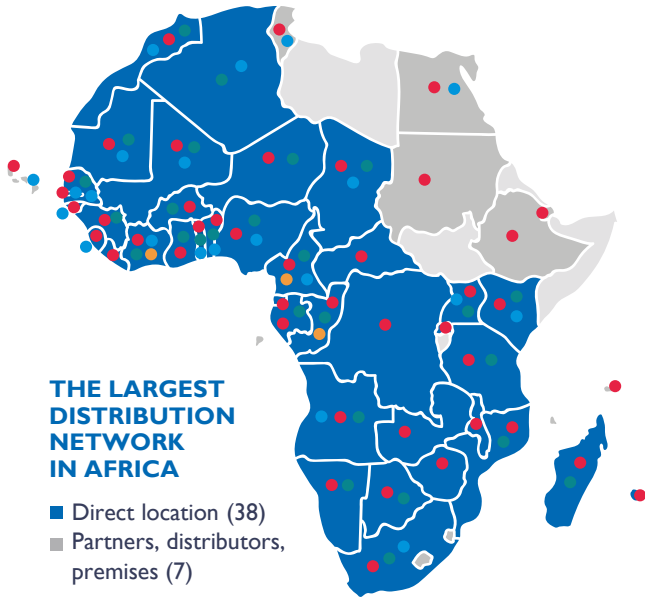 THE LARGEST
DISTRIBUTION
NETWORK
IN AFRICA
Direct location (38)
Partners, distributors,
premises (7)